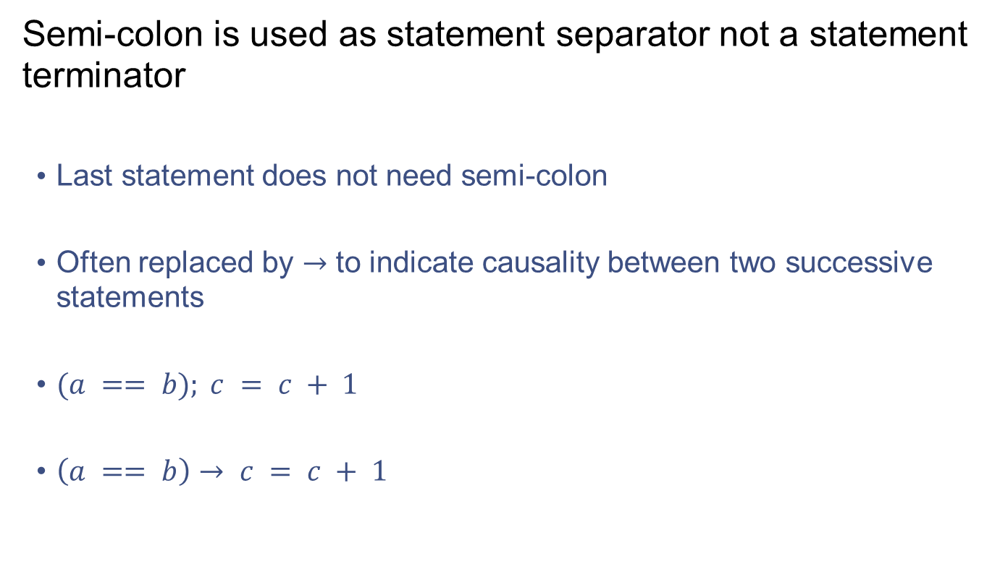 Semi-colon is used as statement separator not a statement
terminator
• Last statement does not need semi-colon
• Often replaced by → to indicate causality between two successive
statements
• (a == b); c = c + 1
• (a == b) → c = c + 1